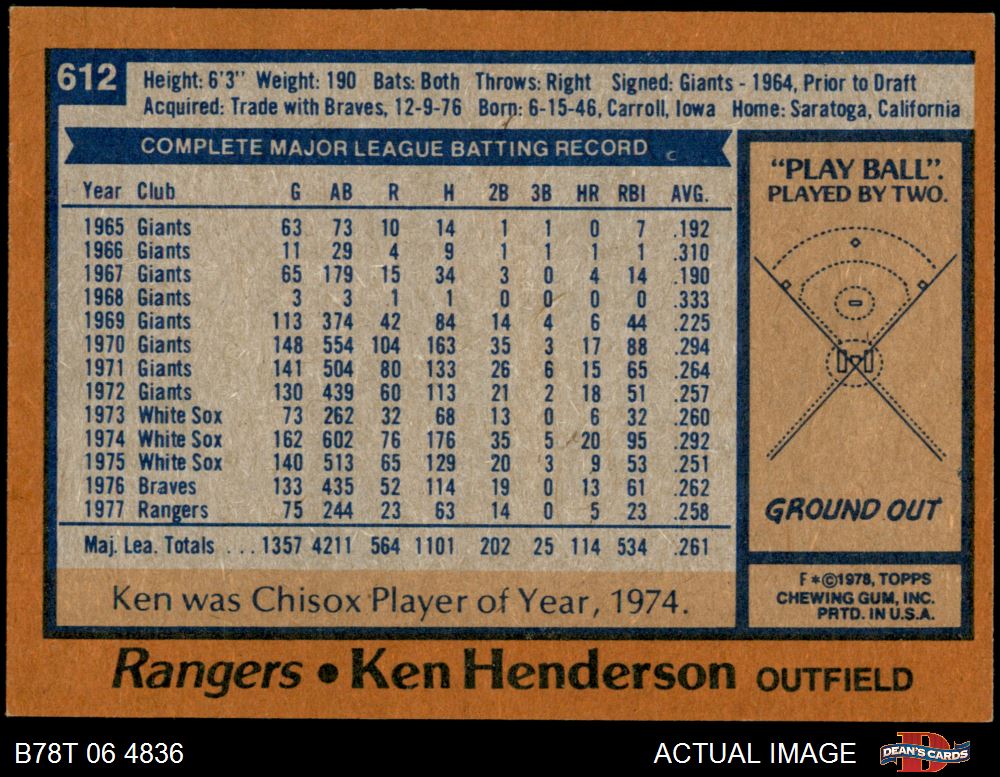 612
Height: 6'3" Weight: 190 Bats: Both Throws: Right Signed: Giants - 1964, Prior to Draft
Acquired: Trade with Braves, 12-9-76 Born: 6-15-46, Carroll, Iowa Home: Saratoga, California
COMPLETE MAJOR LEAGUE BATTING RECORD
Year Club G AB R H 2B 3B HR RBI AVG.
1965 Giants 63 73 10 14 1 1 0 7 .192
1966 Giants 11 29 4 9 1 1 1 1 .310
1967 Giants 65 179 15 34 3 0 4 14 .190
1968 Giants 3 3 1 1 0 0 0 0 .333
1969 Giants 113 374 42 84 14 4 6 44 .225
1970 Giants 148 554 104 163 35 3 17 88 .294
1971 Giants 141 504 80 133 26 6 15 65 .264
1972 Giants 130 439 60 113 21 2 18 51 .257
1973 White Sox 73 262 32 68 13 0 6 32 .260
1974 White Sox 162 602 76 176 35 5 20 95 .292
1975 White Sox 140 513 65 129 20 3 9 53 .251
1976 Braves 133 435 52 114 19 0 13 61 .262
1977 Rangers 75 244 23 63 14 0 5 23 .258
Maj. Lea. Totals ... 1357 4211 564 1101 202 25 114 534 .261
Ken was Chisox Player of Year, 1974.
"PLAY BALL".
PLAYED BY TWO.
GROUND OUT
F*©1978, TOPPS
CHEWING GUM, INC.
PRTD. IN U.S.A.
Rangers • Ken Henderson OUTFIELD
B78T 06 4836
ACTUAL IMAGE
DEAN'S CARDS